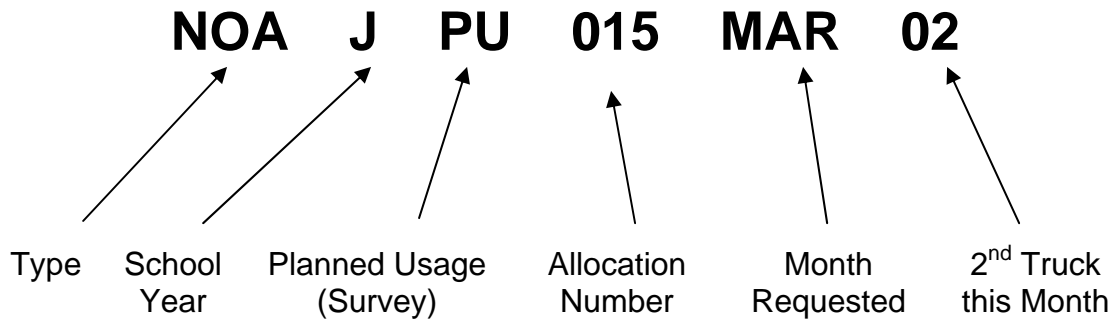 NOA J PU 015 MAR 02
Type School Planned Usage Allocation Month 2nd Truck
Year (Survey) Number Requested this Month